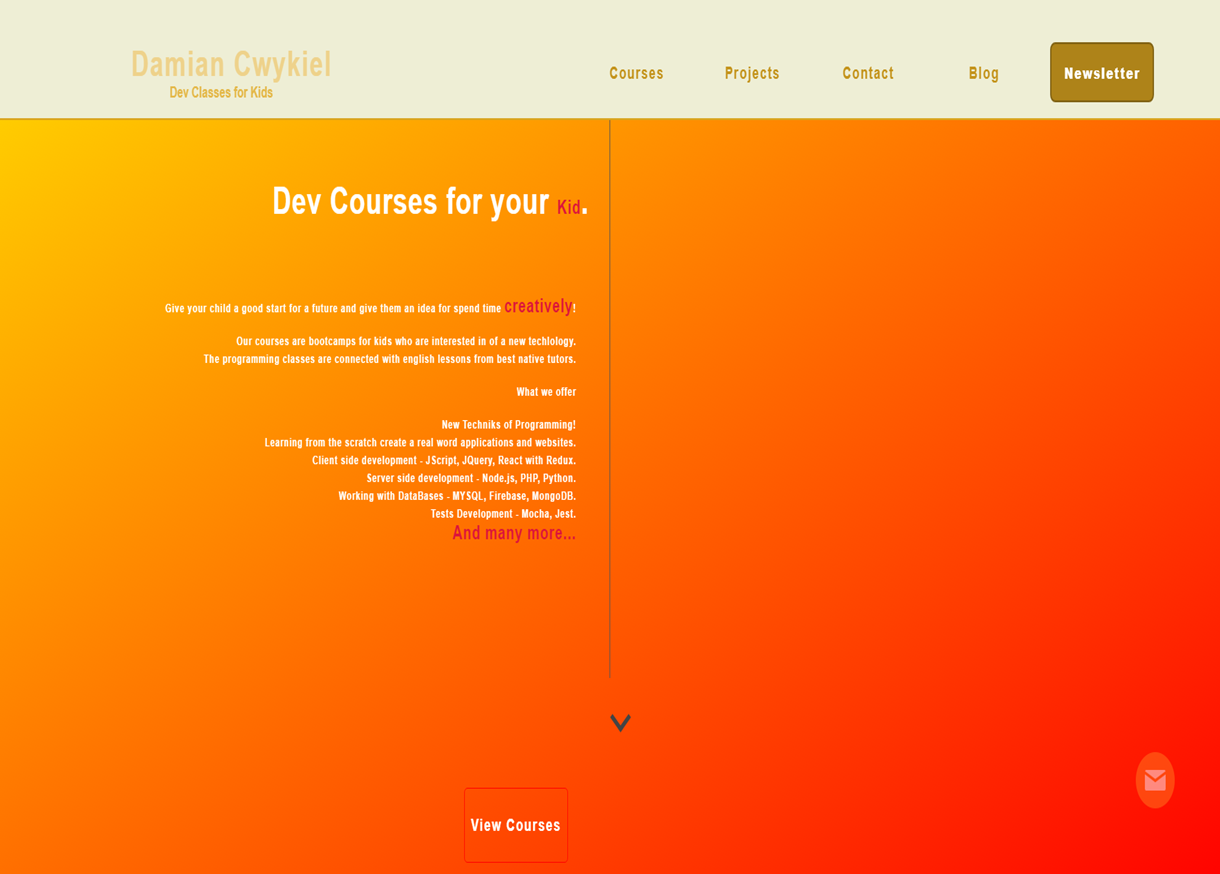 Damian Cwykiel
Dev Classes for Kids
Courses
Projects
Contact
Blog
Newsletter
Dev Courses for your Kid.
Give your child a good start for a future and give them an idea for spend time creatively!
Our courses are bootcamps for kids who are interested in of a new techlology.
The programming classes are connected with english lessons from best native tutors.
What we offer
New Techniks of Programming!
Learning from the scratch create a real word applications and websites.
Client side development - JScript, JQuery, React with Redux.
Server side development - Node.js, PHP, Python.
Working with DataBases - MYSQL, Firebase, MongoDB.
Tests Development - Mocha, Jest.
And many more...
View Courses